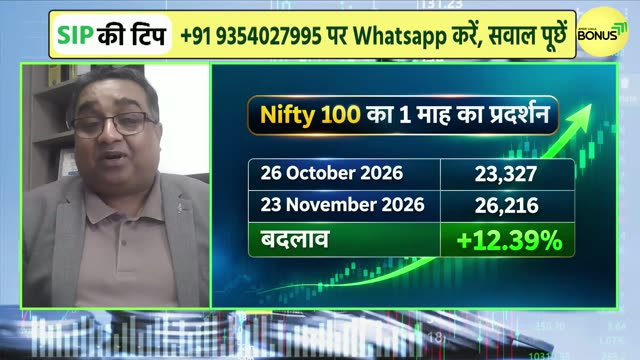 SIP की टिप
+91 9354027995 पर Whatsapp करें, सवाल पूछें
BONUS
Nifty 100 का 1 माह का प्रदर्शन
26 October 2026 23,327
23 November 2026 26,216
बदलाव +12.39%